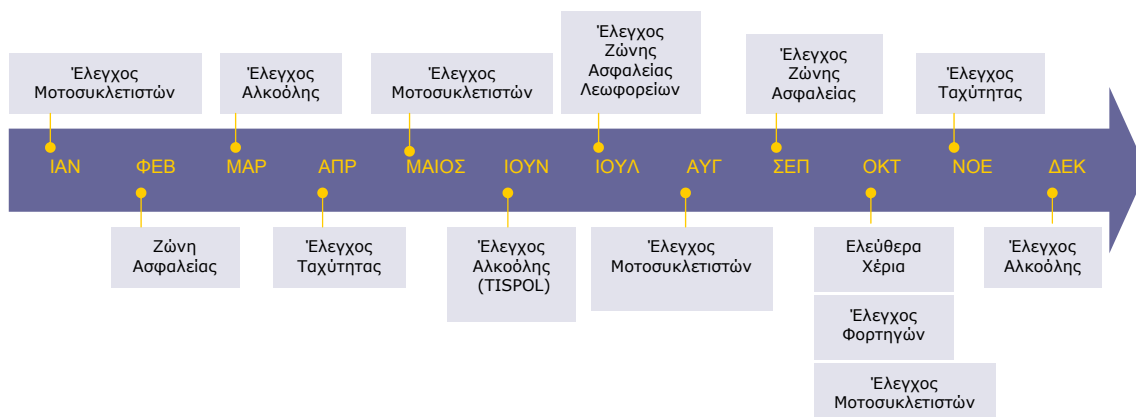 Έλεγχος
Μοτοσυκλετιστών
Έλεγχος
Αλκοόλης
Έλεγχος
Μοτοσυκλετιστών
Έλεγχος
Ζώνης
Ασφαλείας
Λεωφορείων
Έλεγχος
Ζώνης
Ασφαλείας
Έλεγχος
Ταχύτητας
ΙΑΝ ΦΕΒ ΜΑΡ ΑΠΡ ΜΑΙΟΣ ΙΟΥΝ ΙΟΥΛ ΑΥΓ ΣΕΠ ΟΚΤ ΝΟΕ ΔΕΚ
Ζώνη
Ασφαλείας
Έλεγχος
Ταχύτητας
Έλεγχος
Αλκοόλης
(TISPOL)
Έλεγχος
Μοτοσυκλετιστών
Ελεύθερα
Χέρια
Έλεγχος
Φορτηγών
Έλεγχος
Μοτοσυκλετιστών
Έλεγχος
Αλκοόλης